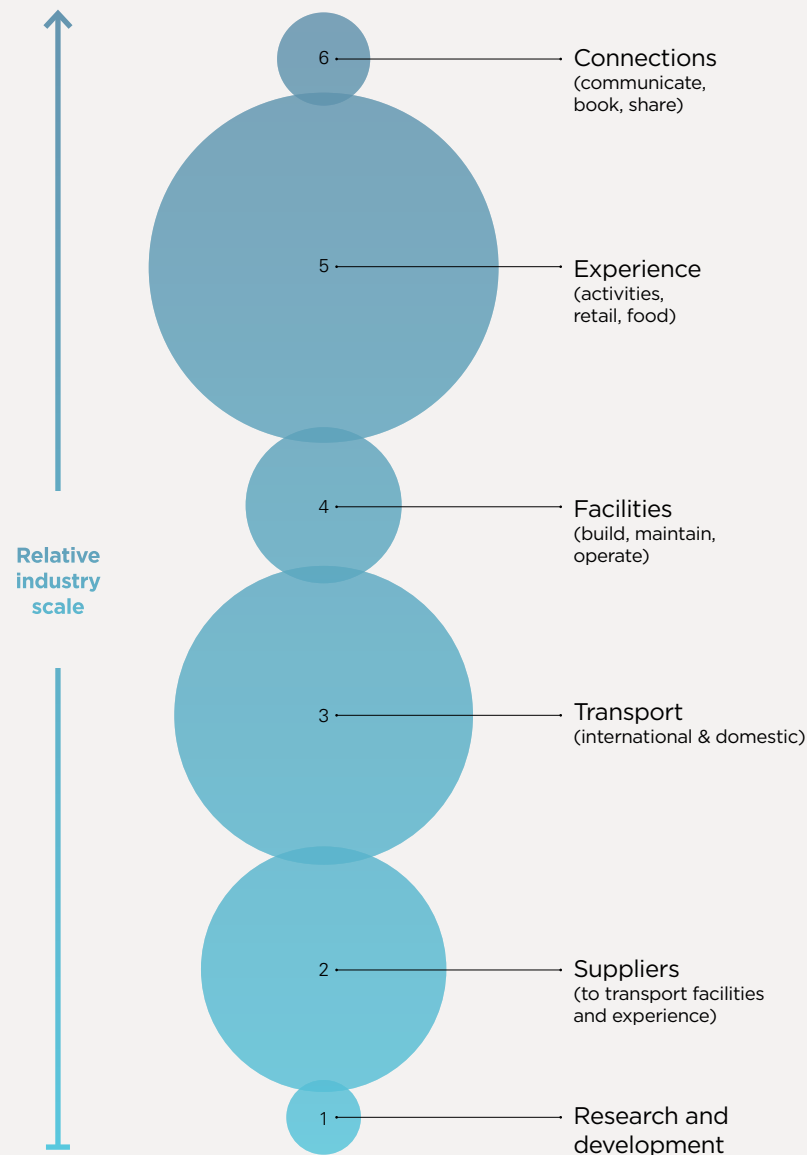 6
Connections
(communicate,
book, share)
5
Experience
(activities,
retail, food)
4
Facilities
(build, maintain,
operate)
Relative
industry
scale
3
Transport
(international & domestic)
2
Suppliers
(to transport facilities
and experience)
1
Research and
development